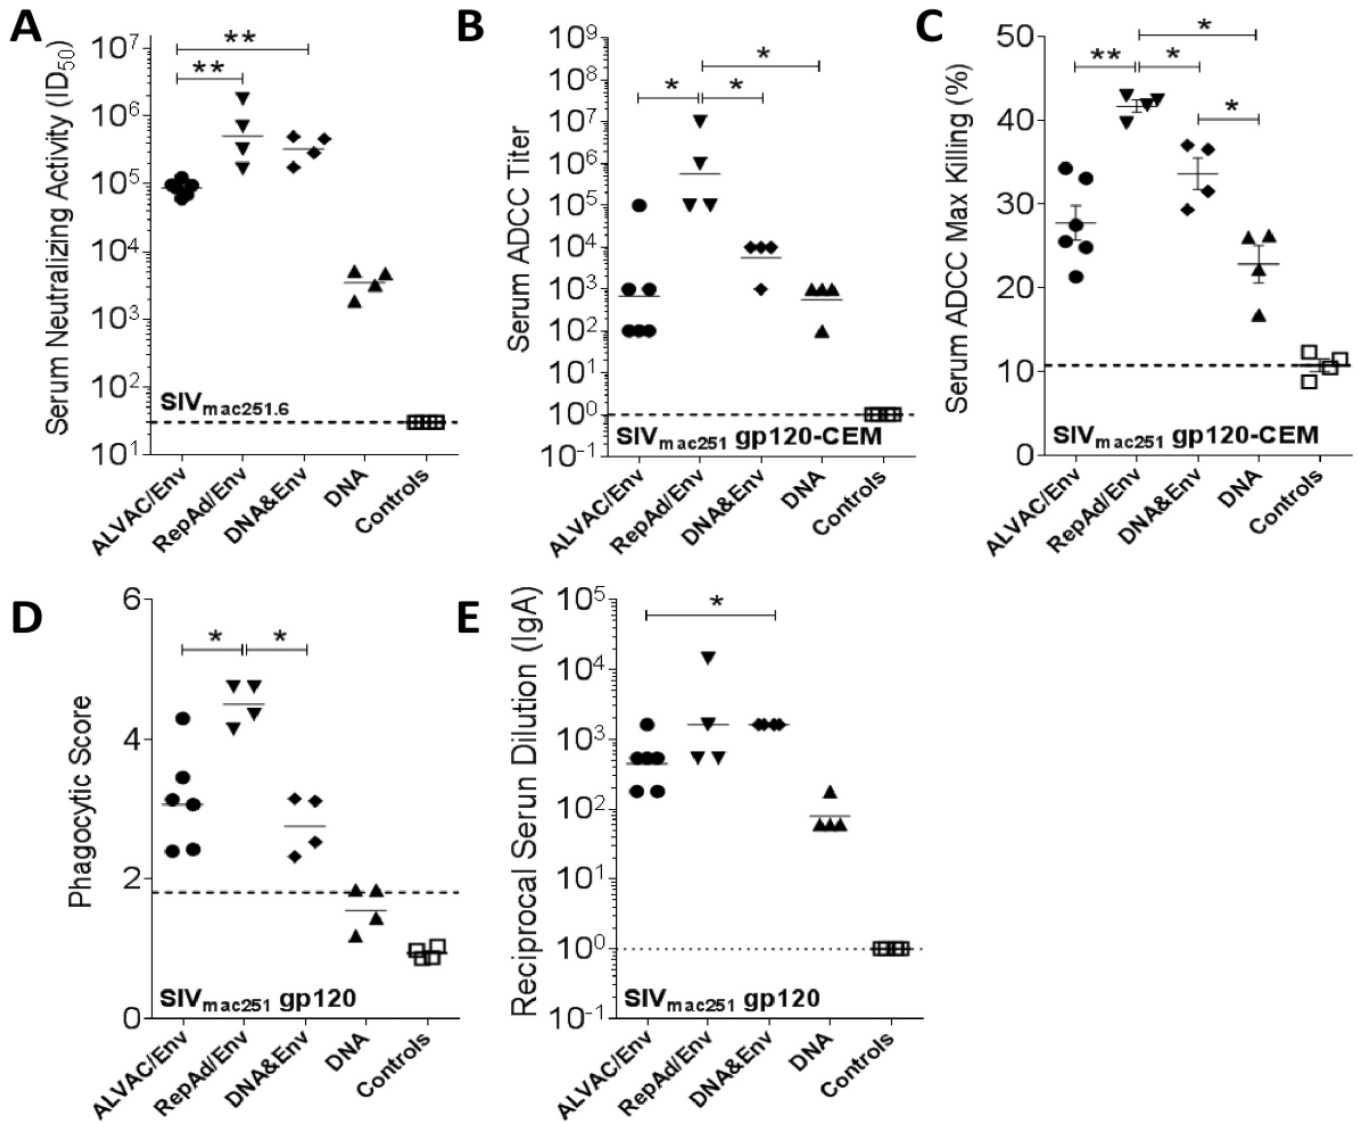 A
Serum Neutralizing Activity (ID50)
10^7
10^6
10^5
10^4
10^3
10^2
10^1
**
**
SIVmac251.6
ALVAC/Env
RepAd/Env
DNA&Env
DNA
Controls
B
Serum ADCC Titer
10^9
10^8
10^7
10^6
10^5
10^4
10^3
10^2
10^1
10^0
10^-1
*
*
*
SIVmac251 gp120-CEM
ALVAC/Env
RepAd/Env
DNA&Env
DNA
Controls
C
Serum ADCC Max Killing (%)
50
40
30
20
10
0
*
**
*
*
SIVmac251 gp120-CEM
ALVAC/Env
RepAd/Env
DNA&Env
DNA
Controls
D
Phagocytic Score
6
4
2
0
*
*
SIVmac251 gp120
ALVAC/Env
RepAd/Env
DNA&Env
DNA
Controls
E
Reciprocal Serun Dilution (IgA)
10^5
10^4
10^3
10^2
10^1
10^0
10^-1
*
SIVmac251 gp120
ALVAC/Env
RepAd/Env
DNA&Env
DNA
Controls